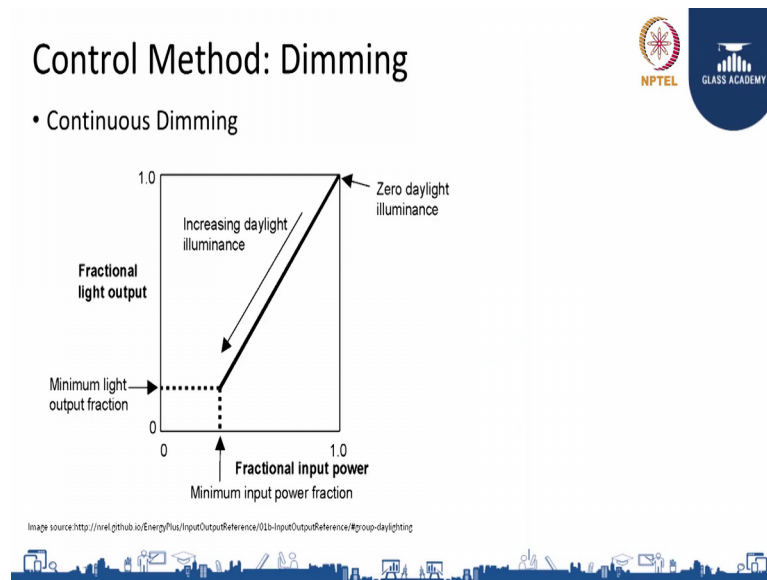 Control Method: Dimming
NPTEL
GLASS ACADEMY
• Continuous Dimming
1.0
Zero daylight
illuminance
Increasing daylight
illuminance
Fractional
light output
Minimum light
output fraction
0
0
1.0
Fractional input power
Minimum input power fraction
Image source:http://nrel.github.io/EnergyPlus/InputOutputReference/01b-InputOutputReference/#group-daylighting